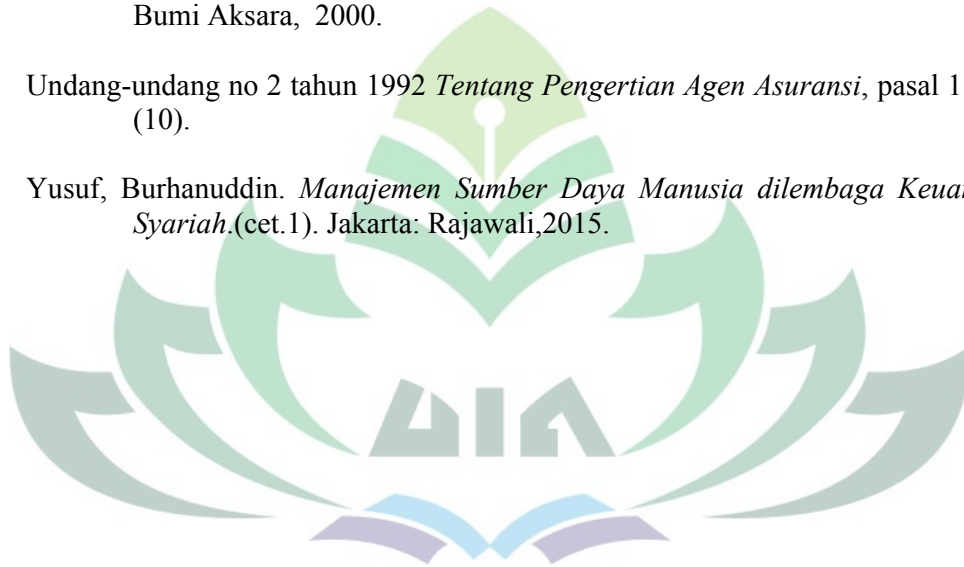 Bumi Aksara, 2000.
Undang-undang no 2 tahun 1992 Tentang Pengertian Agen Asuransi, pasal 1
(10).
Yusuf, Burhanuddin. Manajemen Sumber Daya Manusia dilembaga
Syariah.(cet.1). Jakarta: Rajawali,2015.
UIN